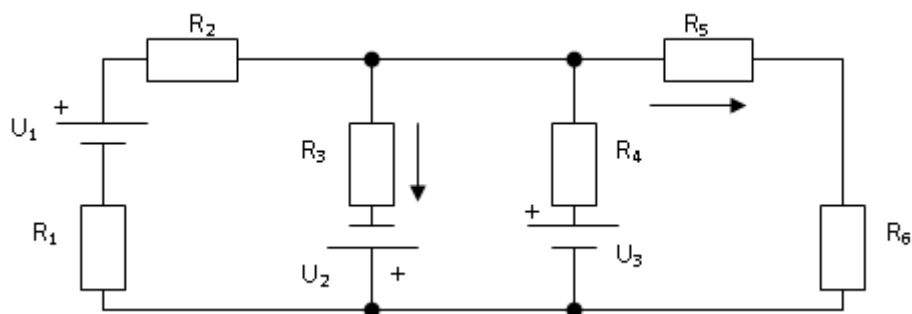 R₂
R₅
+
U₁
R₃
R₄
+
R₁
U₂
+
U₃
R₆